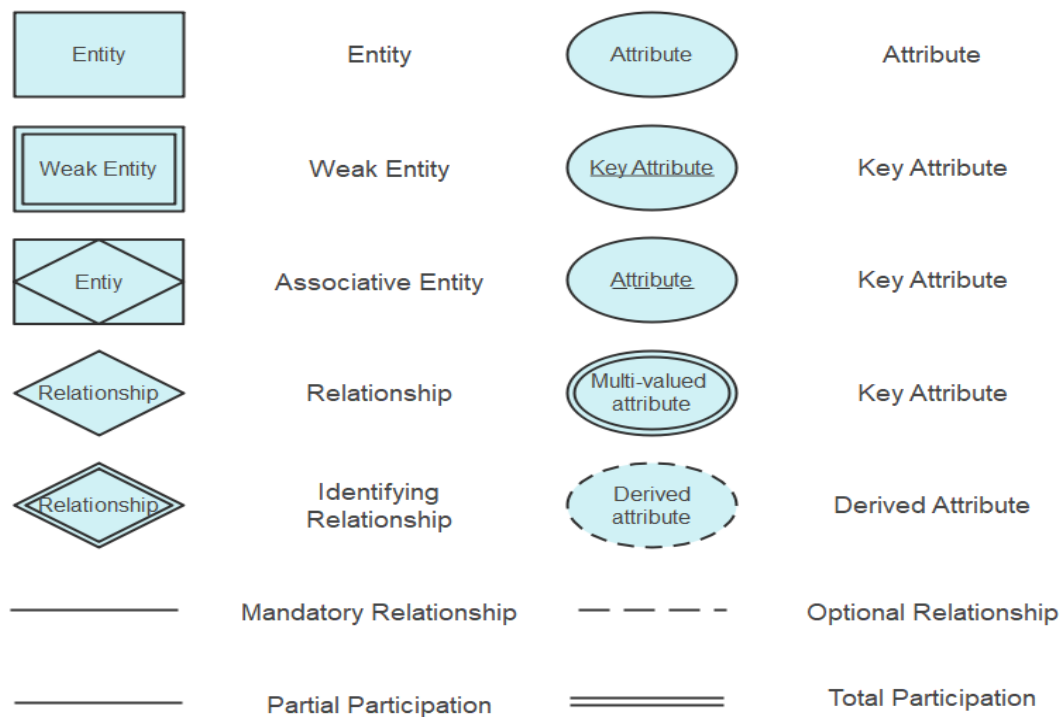 Entity
Entity
Attribute
Attribute
Weak Entity
Weak Entity
Key Attribute
Key Attribute
Entiy
Associative Entity
Attribute
Key Attribute
Relationship
Relationship
Multi-valued
attribute
Key Attribute
Relationship
Identifying
Relationship
Derived
attribute
Derived Attribute
Mandatory Relationship
Optional Relationship
Partial Participation
Total Participation